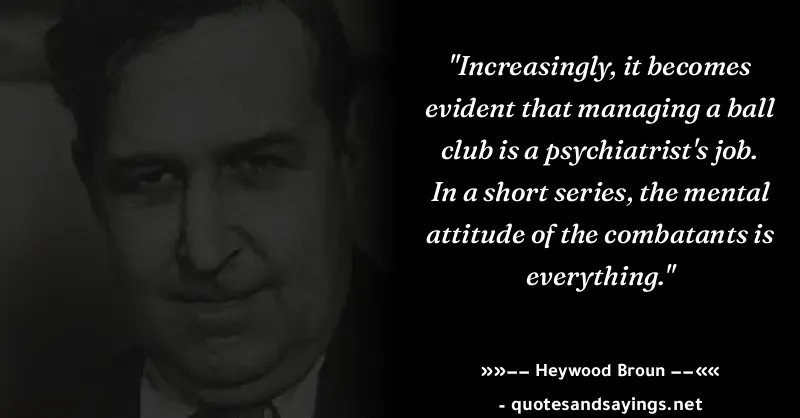 "Increasingly, it becomes
evident that managing a ball
club is a psychiatrist's job.
In a short series, the mental
attitude of the combatants is
everything."
»»–– Heywood Broun ––««
- quotesandsayings.net